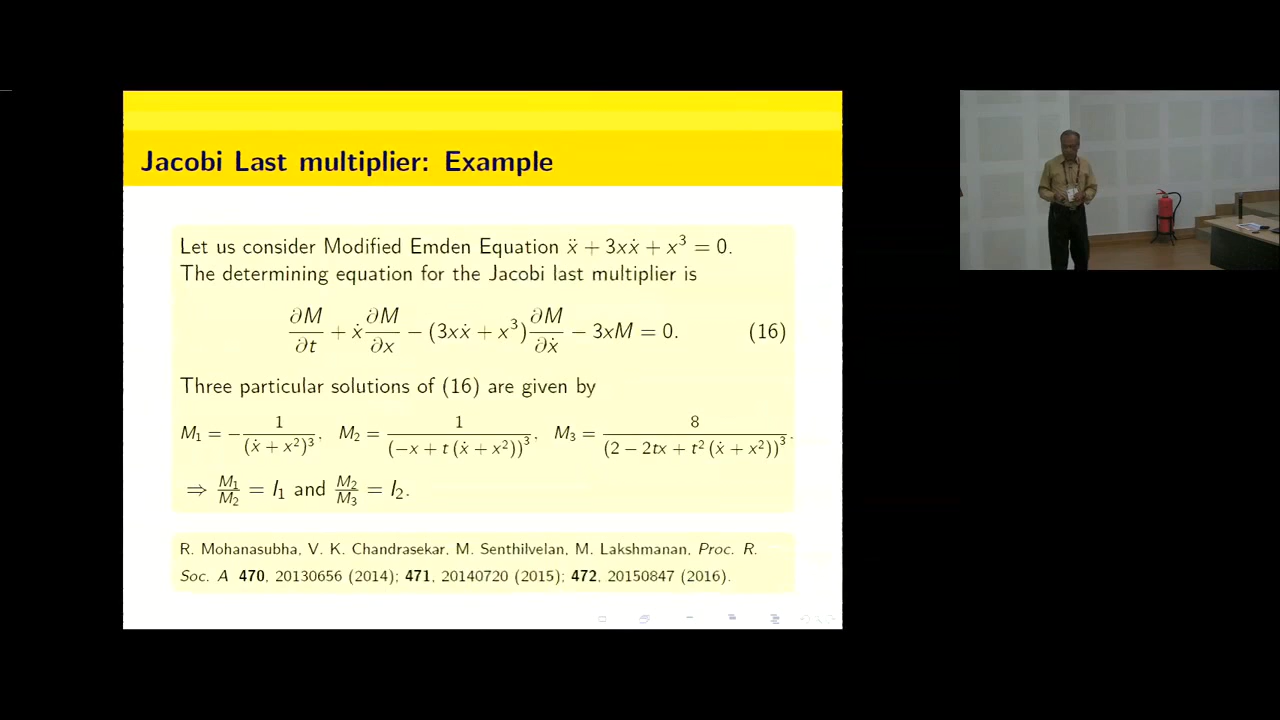 Jacobi Last multiplier: Example
Let us consider Modified Emden Equation ẍ + 3xẋ + x³ = 0.
The determining equation for the Jacobi last multiplier is
∂M/∂t + ẋ ∂M/∂x − (3xẋ + x³) ∂M/∂ẋ − 3xM = 0. (16)
Three particular solutions of (16) are given by
M₁ = − 1/(ẋ + x²)³, M₂ = 1/(−x + t (ẋ + x²))³, M₃ = 8/(2 − 2tx + t² (ẋ + x²))³.
⇒ M₁/M₂ = I₁ and M₂/M₃ = I₂.
R. Mohanasubha, V. K. Chandrasekar, M. Senthilvelan, M. Lakshmanan, Proc. R.
Soc. A 470, 20130656 (2014); 471, 20140720 (2015); 472, 20150847 (2016).